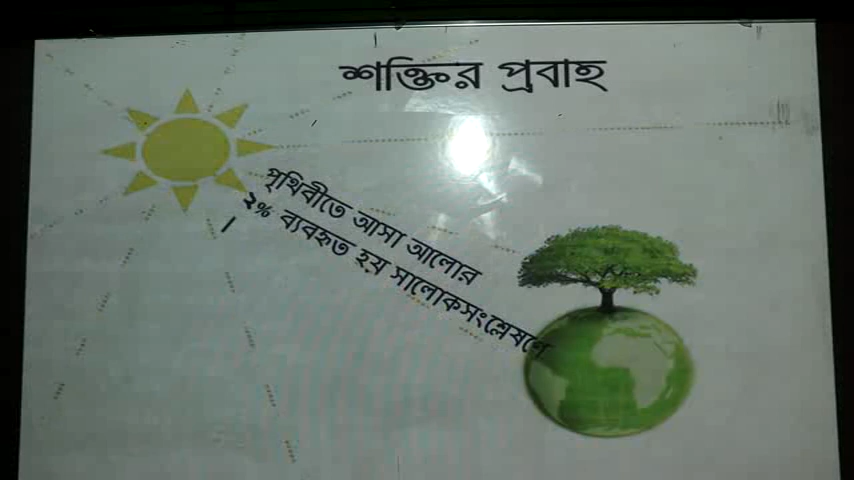 শক্তির প্রবাহ
পৃথিবীতে আসা আলোর
২% ব্যবহৃত হয় সালোকসংশ্লেষণে
।